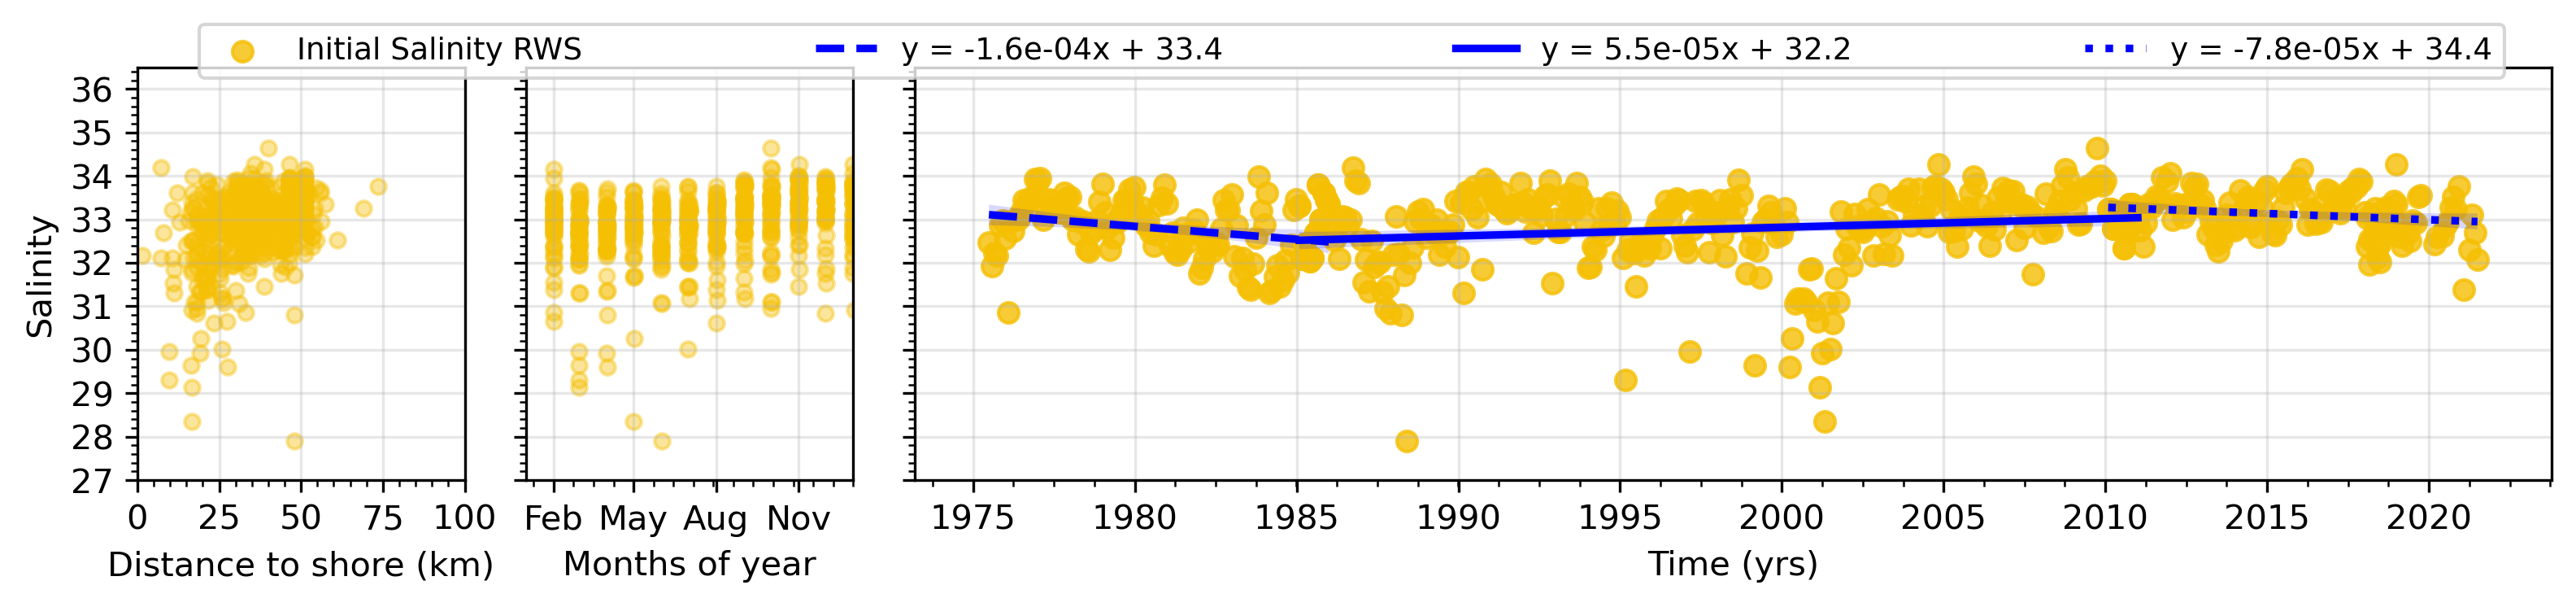 Initial Salinity RWS
y = -1.6e-04x + 33.4
y = 5.5e-05x + 32.2
y = -7.8e-05x + 34.4
Salinity
36
35
34
33
32
31
30
29
28
27
0 25 50 75 100
Distance to shore (km)
Feb May Aug Nov
Months of year
1975 1980 1985 1990 1995 2000 2005 2010 2015 2020
Time (yrs)